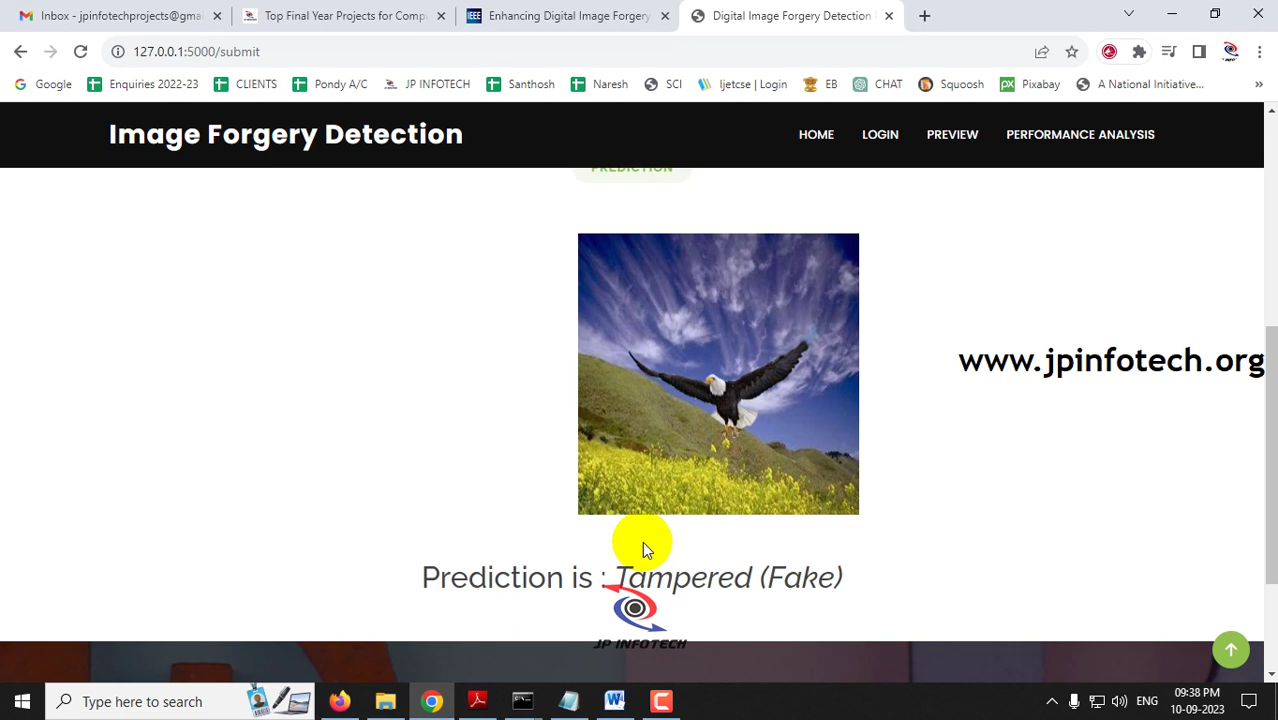 Inbox - jpinfotechprojects@gma
Top Final Year Projects for Compu
Enhancing Digital Image Forgery
Digital Image Forgery Detection
127.0.0.1:5000/submit
Google
Enquiries 2022-23
CLIENTS
Pondy A/C
JP INFOTECH
Santhosh
Naresh
SCI
Ijetcse | Login
EB
CHAT
Squoosh
Pixabay
A National Initiative...
»
Image Forgery Detection
HOME
LOGIN
PREVIEW
PERFORMANCE ANALYSIS
PREDICTION
www.jpinfotech.org
Prediction is : Tampered (Fake)
JP INFOTECH
Type here to search
ENG
09:38 PM
10-09-2023